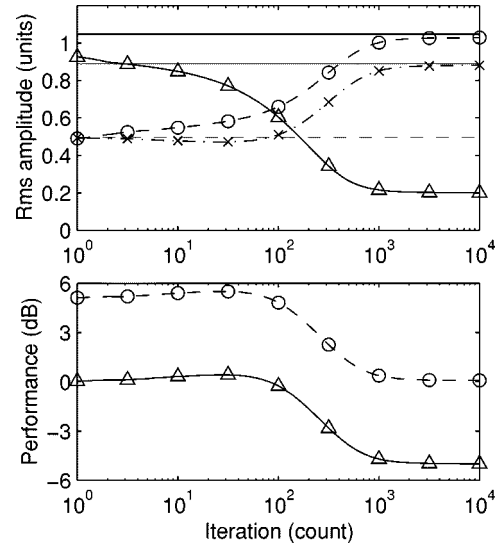 Rms amplitude (units)
1
0.8
0.6
0.4
0.2
0
10^0 10^1 10^2 10^3 10^4
Performance (dB)
6
3
0
−3
−6
10^0 10^1 10^2 10^3 10^4
Iteration (count)